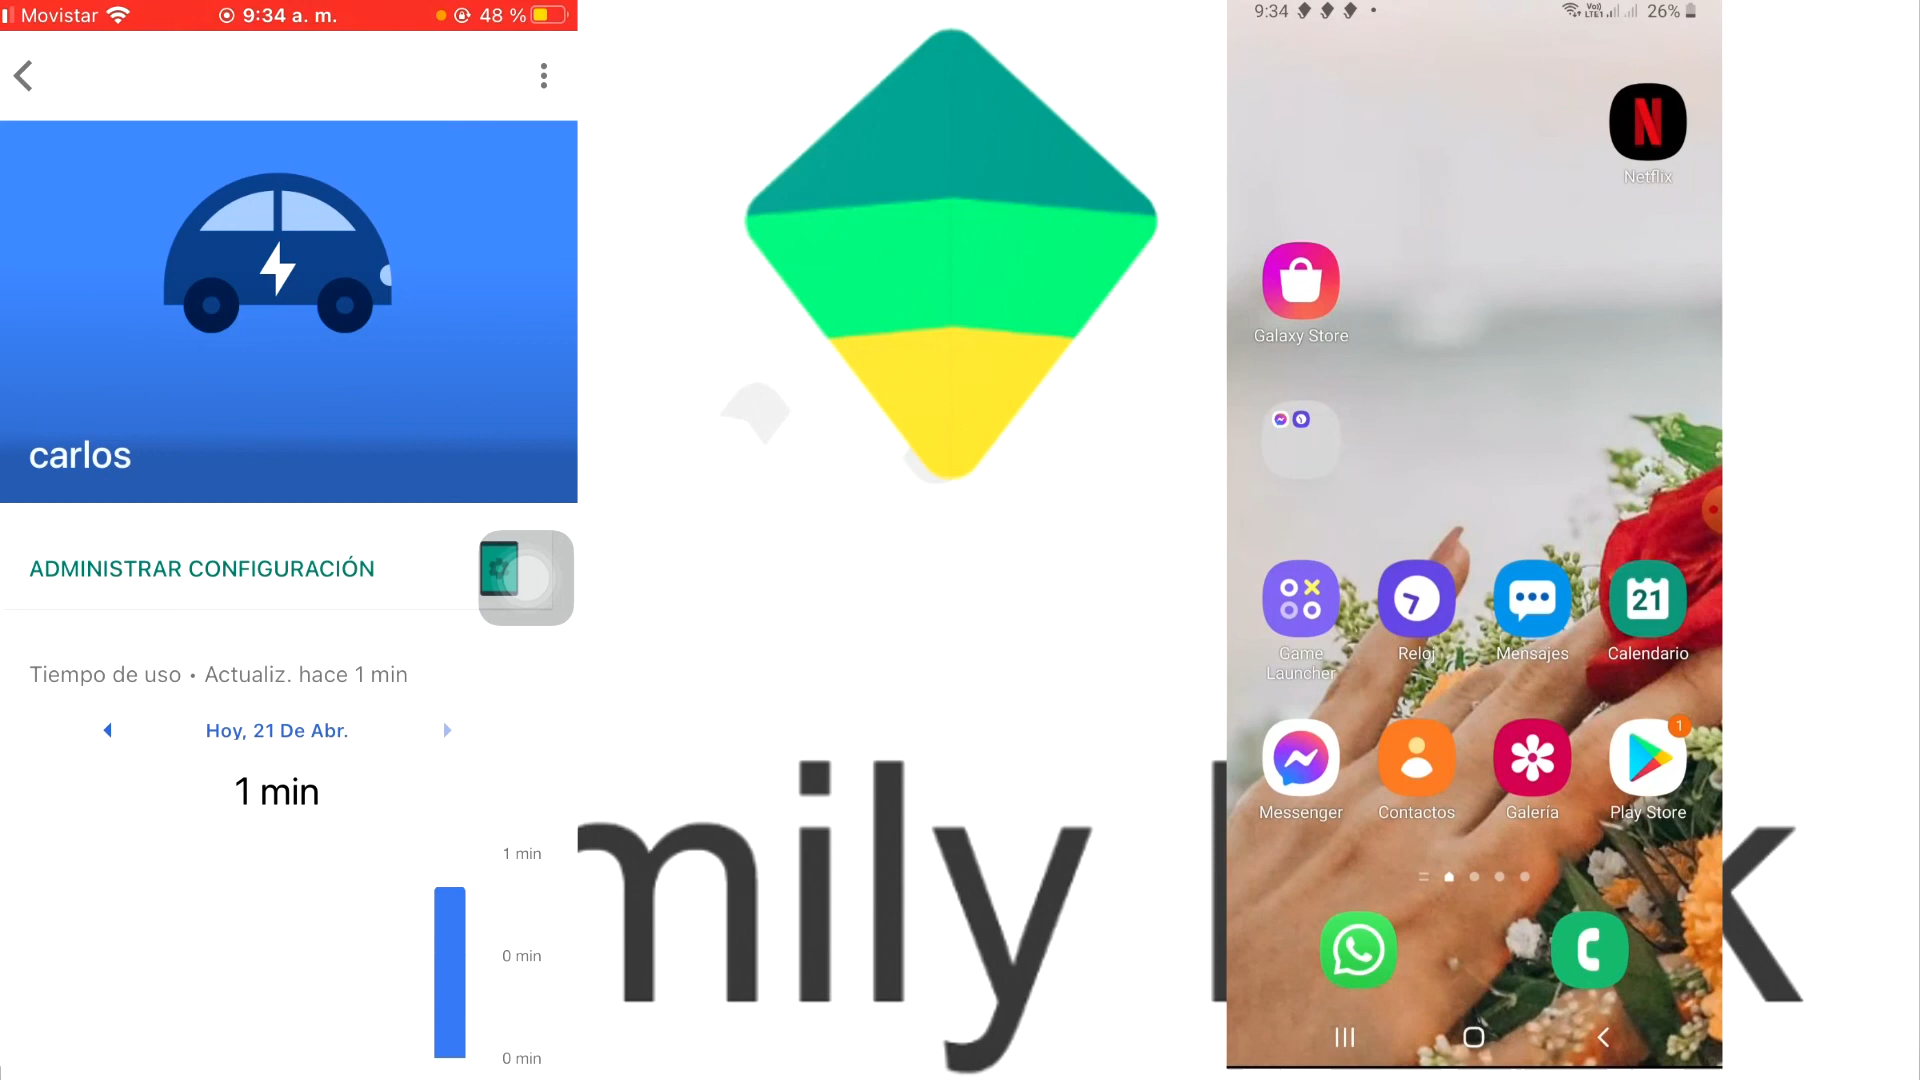 Movistar
9:34 a. m.
48 %
carlos
ADMINISTRAR CONFIGURACIÓN
Tiempo de uso • Actualiz. hace 1 min
Hoy, 21 De Abr.
1 min
1 min
0 min
0 min
mily
k
9:34
26%
N
Netflix
Galaxy Store
21
Game Launcher
Reloj
Mensajes
Calendario
1
Messenger
Contactos
Galería
Play Store